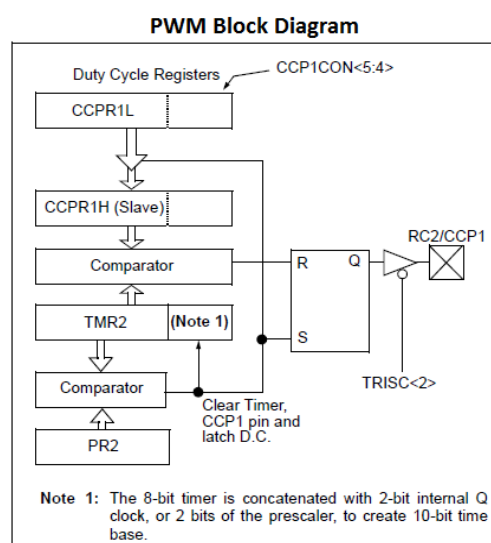 PWM Block Diagram
Duty Cycle Registers
CCP1CON<5:4>
CCPR1L
CCPR1H (Slave)
RC2/CCP1
Comparator
R
Q
TMR2
(Note 1)
S
TRISC<2>
Comparator
Clear Timer,
CCP1 pin and
latch D.C.
PR2
Note 1: The 8-bit timer is concatenated with 2-bit internal Q
clock, or 2 bits of the prescaler, to create 10-bit time
base.